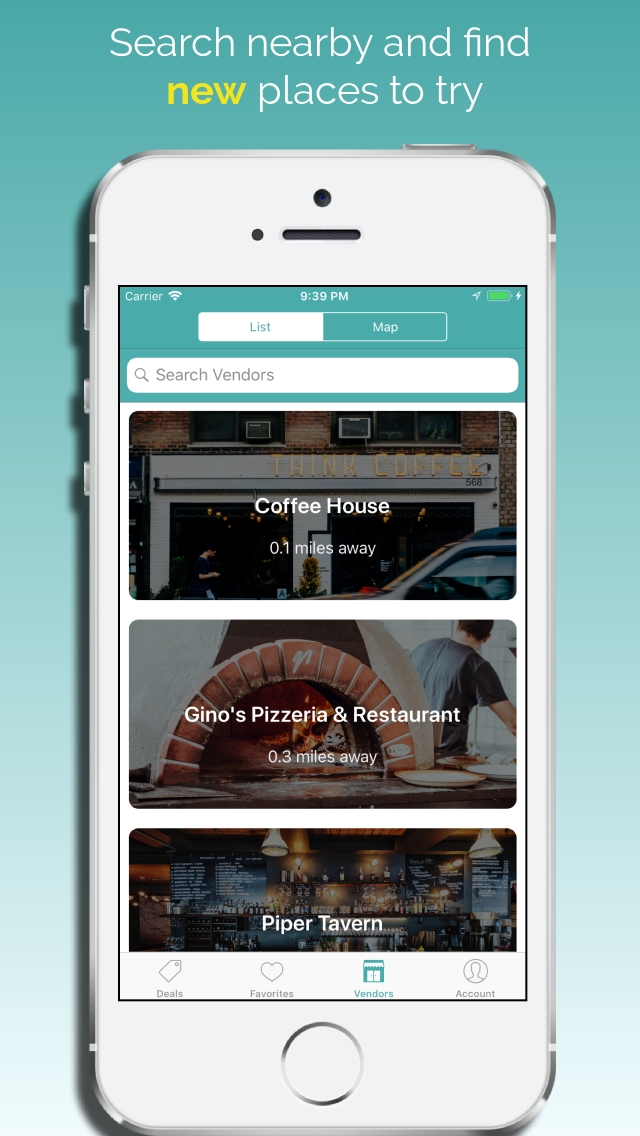 Search nearby and find
new places to try
Carrier 9:39 PM
List Map
Search Vendors
THINK COFFEE
568
Coffee House
0.1 miles away
Gino's Pizzeria & Restaurant
0.3 miles away
Piper Tavern
Deals Favorites Vendors Account